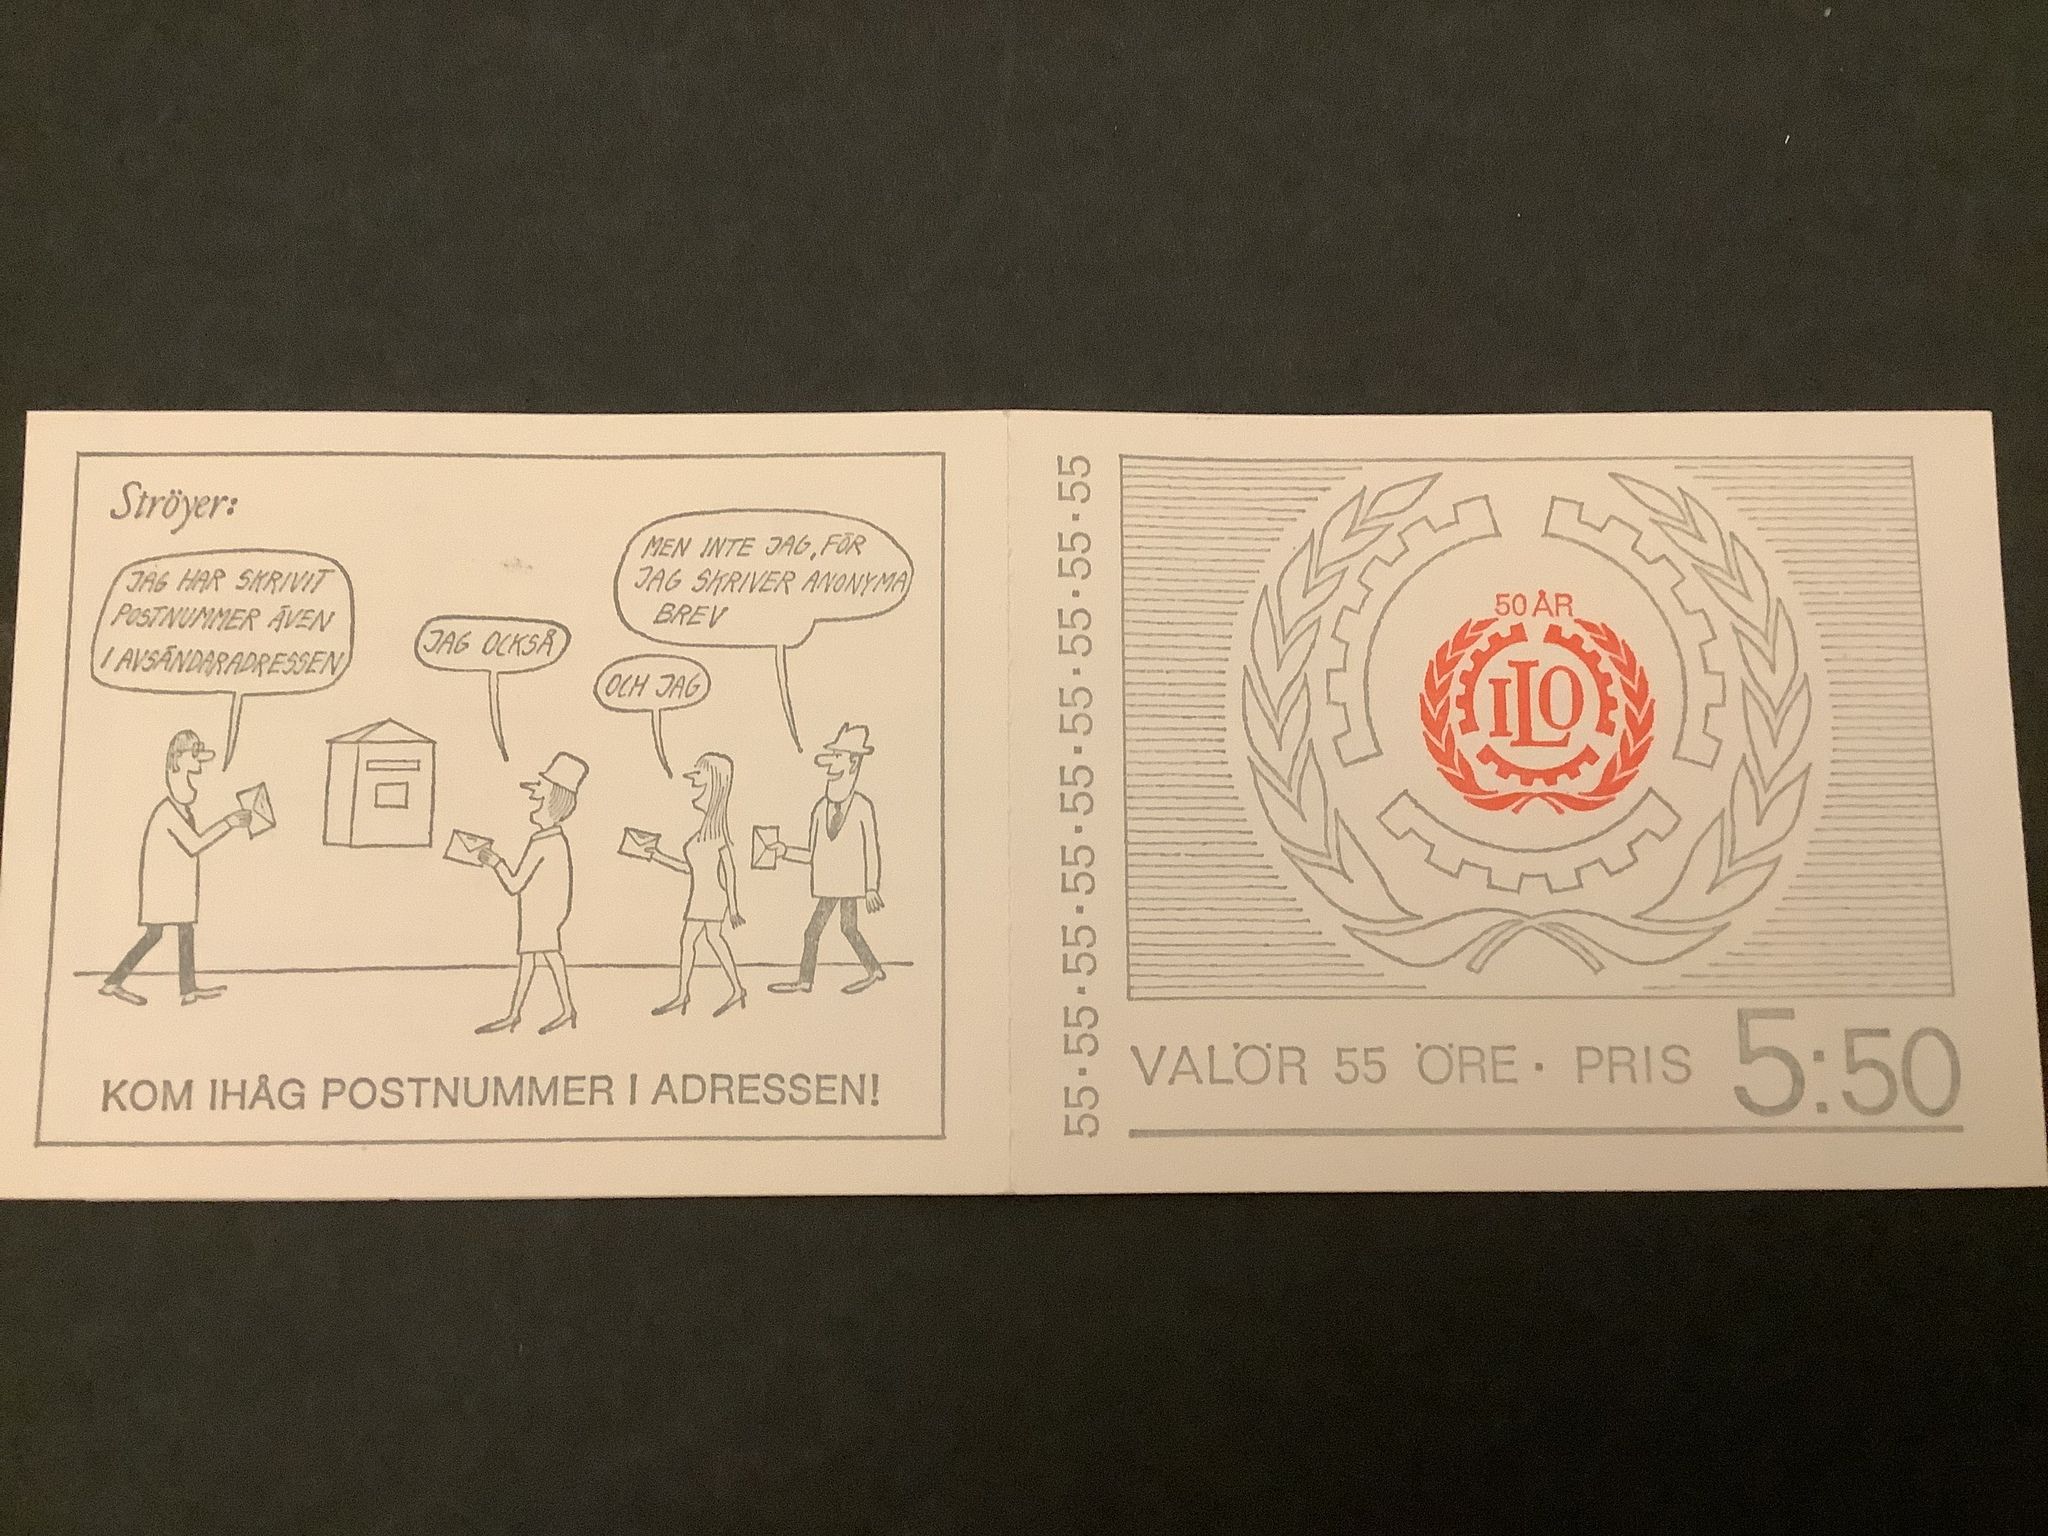 Ströyer:
JAG HAR SKRIVIT
POSTNUMMER ÄVEN
I AVSÄNDARADRESSEN
JAG OCKSÅ
OCH JAG
MEN INTE JAG, FÖR
JAG SKRIVER ANONYMA
BREV
KOM IHÅG POSTNUMMER I ADRESSEN!
55·55·55·55·55·55·55·55·55
50 ÅR
ILO
VALÖR 55 ÖRE · PRIS 5:50